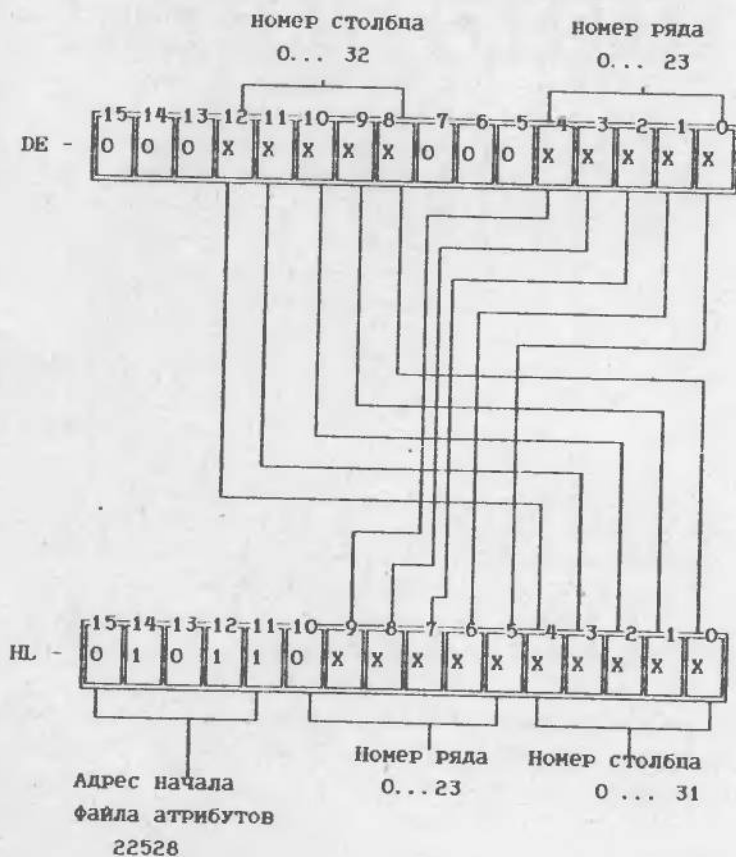 номер столбца
0... 32
номер ряда
0... 23
15 14 13 12 11 10 9 8 7 6 5 4 3 2 1 0
DE - 0 0 0 X X X X X 0 0 0 X X X X X
15 14 13 12 11 10 9 8 7 6 5 4 3 2 1 0
HL - 0 1 0 1 1 0 X X X X X X X X X X
Номер ряда
0...23
Номер столбца
0 ... 31
Адрес начала
файла атрибутов
22528